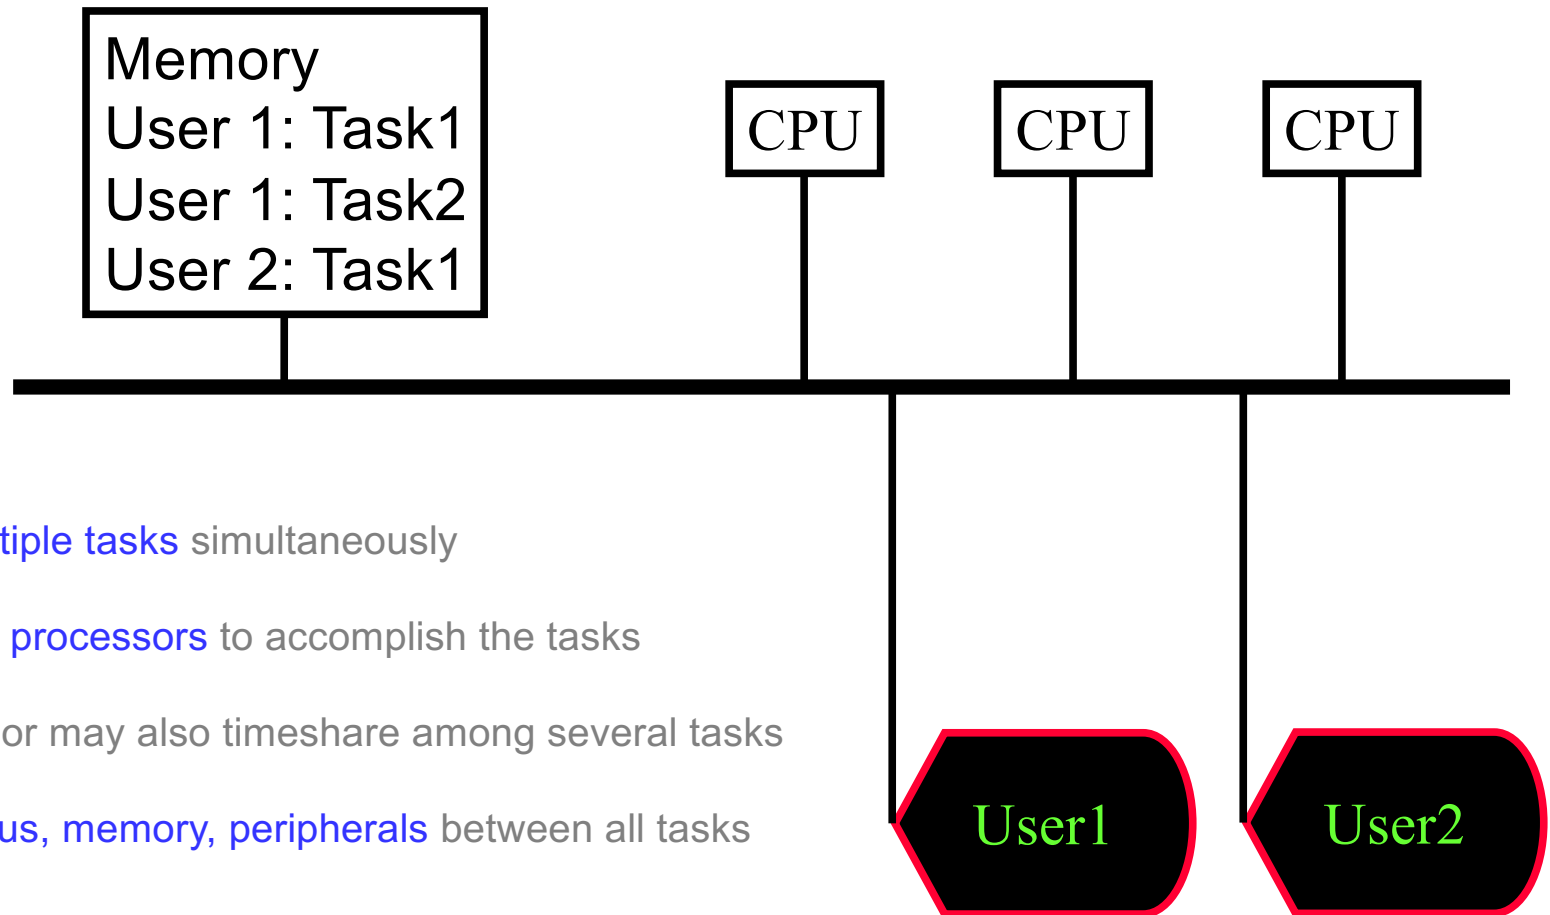 Memory
User 1: Task1
User 1: Task2
User 2: Task1
CPU
CPU
CPU
tiple tasks simultaneously
processors to accomplish the tasks
or may also timeshare among several tasks
us, memory, peripherals between all tasks
User1
User2